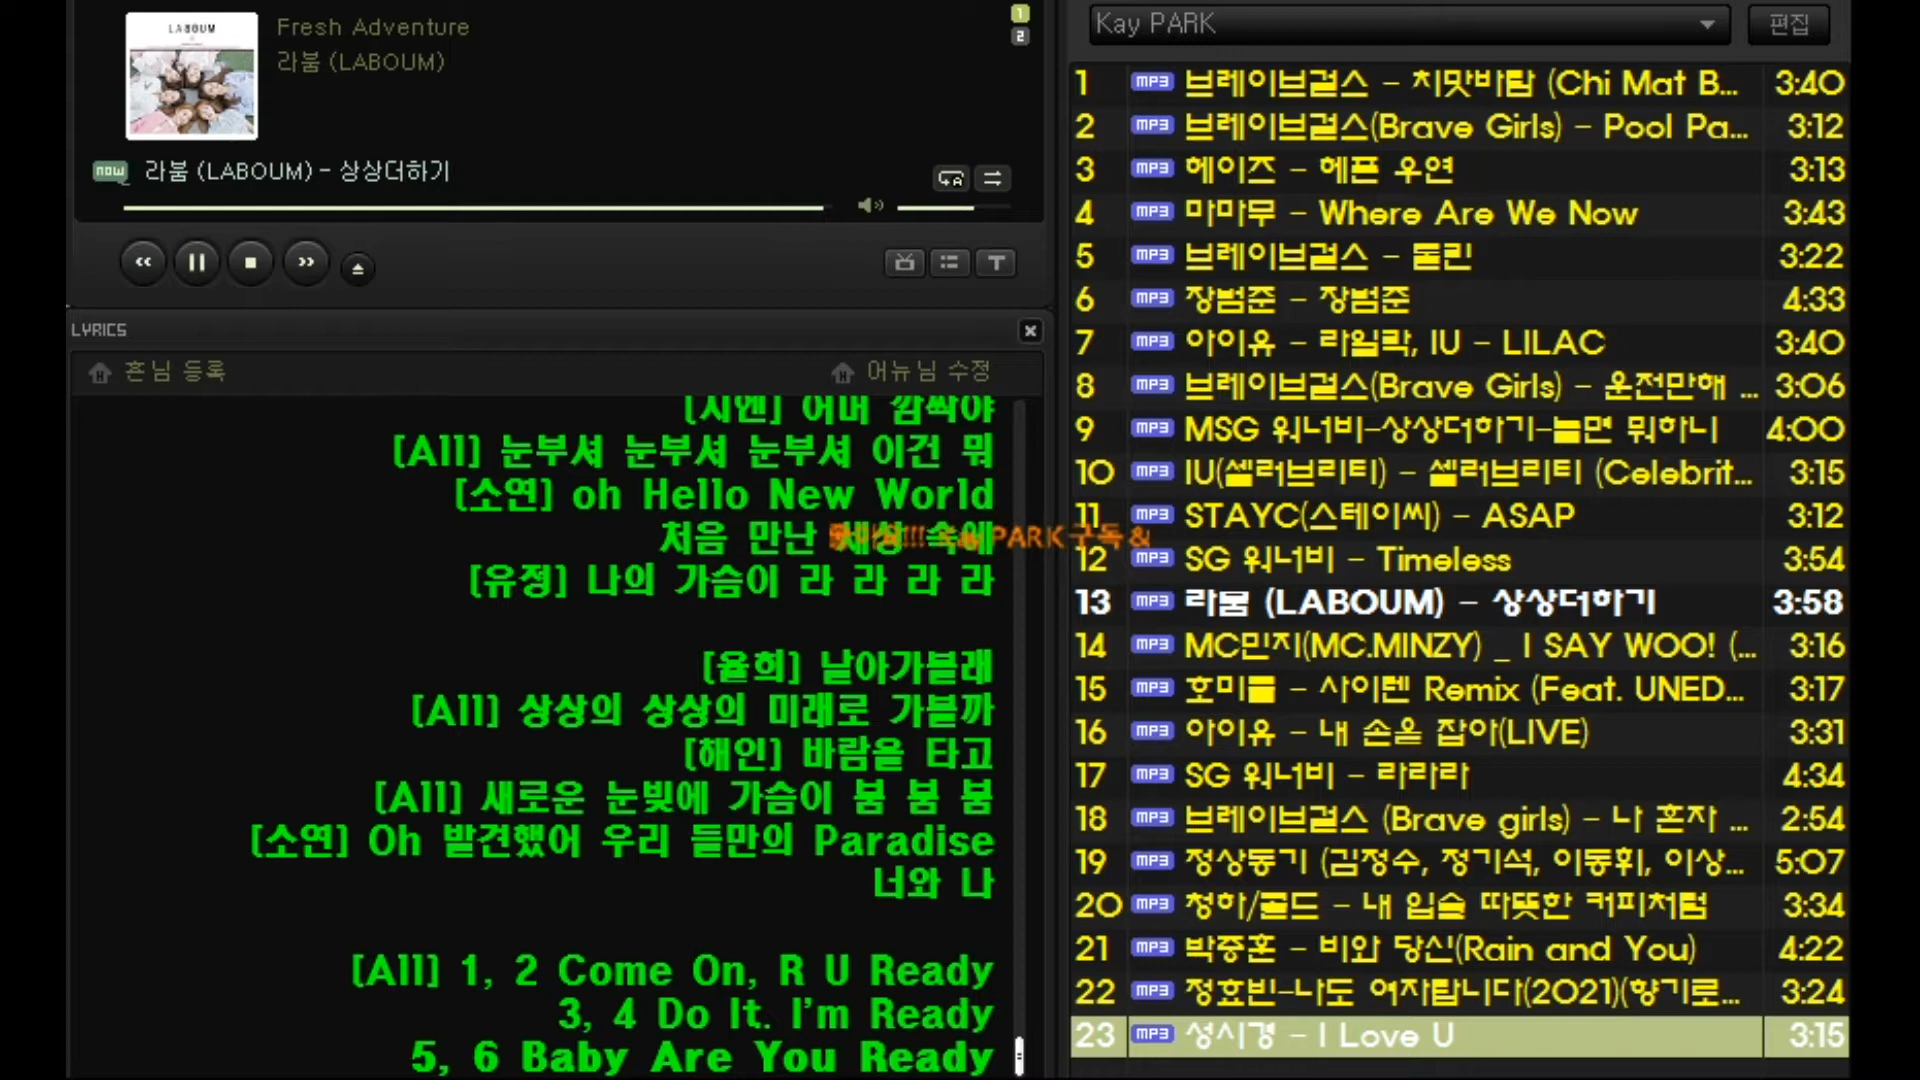 LABOUM
Fresh Adventure
라붐 (LABOUM)
1
2
now 라붐 (LABOUM) - 상상더하기
LYRICS
흔님 등록
어뉴님 수정
[지엔] 어머 깜짝야
[All] 눈부셔 눈부셔 눈부셔 이건 뭐
[소연] oh Hello New World
처음 만난 세상 속에
PARK구독 &
[유정] 나의 가슴이 라 라 라 라
[율희] 날아가볼래
[All] 상상의 상상의 미래로 가볼까
[해인] 바람을 타고
[All] 새로운 눈빛에 가슴이 붐 붐 붐
[소연] Oh 발견했어 우리 들만의 Paradise
너와 나
[All] 1, 2 Come On, R U Ready
3, 4 Do It. I'm Ready
5, 6 Baby Are You Ready
Kay PARK 편집
1 MP3 브레이브걸스 - 치맛바람 (Chi Mat B... 3:40
2 MP3 브레이브걸스(Brave Girls) - Pool Pa... 3:12
3 MP3 헤이즈 - 헤픈 우연 3:13
4 MP3 마마무 - Where Are We Now 3:43
5 MP3 브레이브걸스 - 롤린 3:22
6 MP3 장범준 - 장범준 4:33
7 MP3 아이유 - 라일락, IU - LILAC 3:40
8 MP3 브레이브걸스(Brave Girls) - 운전만해 ... 3:06
9 MP3 MSG 워너비-상상더하기-놀면 뭐하니 4:00
10 MP3 IU(셀러브리티) - 셀러브리티 (Celebrit... 3:15
11 MP3 STAYC(스테이씨) - ASAP 3:12
12 MP3 SG 워너비 - Timeless 3:54
13 MP3 라붐 (LABOUM) - 상상더하기 3:58
14 MP3 MC민지(MC.MINZY) _ I SAY WOO! (... 3:16
15 MP3 호미들 - 사이렌 Remix (Feat. UNED... 3:17
16 MP3 아이유 - 내 손을 잡아(LIVE) 3:31
17 MP3 SG 워너비 - 라라라 4:34
18 MP3 브레이브걸스 (Brave girls) - 나 혼자 ... 2:54
19 MP3 정상동기 (김정수, 정기석, 이동휘, 이상... 5:07
20 MP3 청하/콜드 - 내 입술 따뜻한 커피처럼 3:34
21 MP3 박중훈 - 비와 당신(Rain and You) 4:22
22 MP3 정효빈-나도 여자랍니다(2021)(향기로... 3:24
23 MP3 성시경 - I Love U 3:15